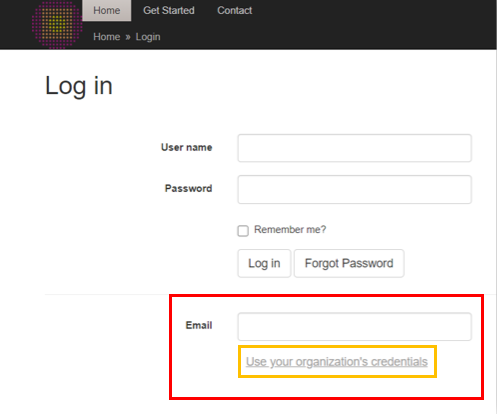 Home Get Started Contact
Home » Login
Log in
User name
Password
Remember me?
Log in Forgot Password
Email
Use your organization's credentials